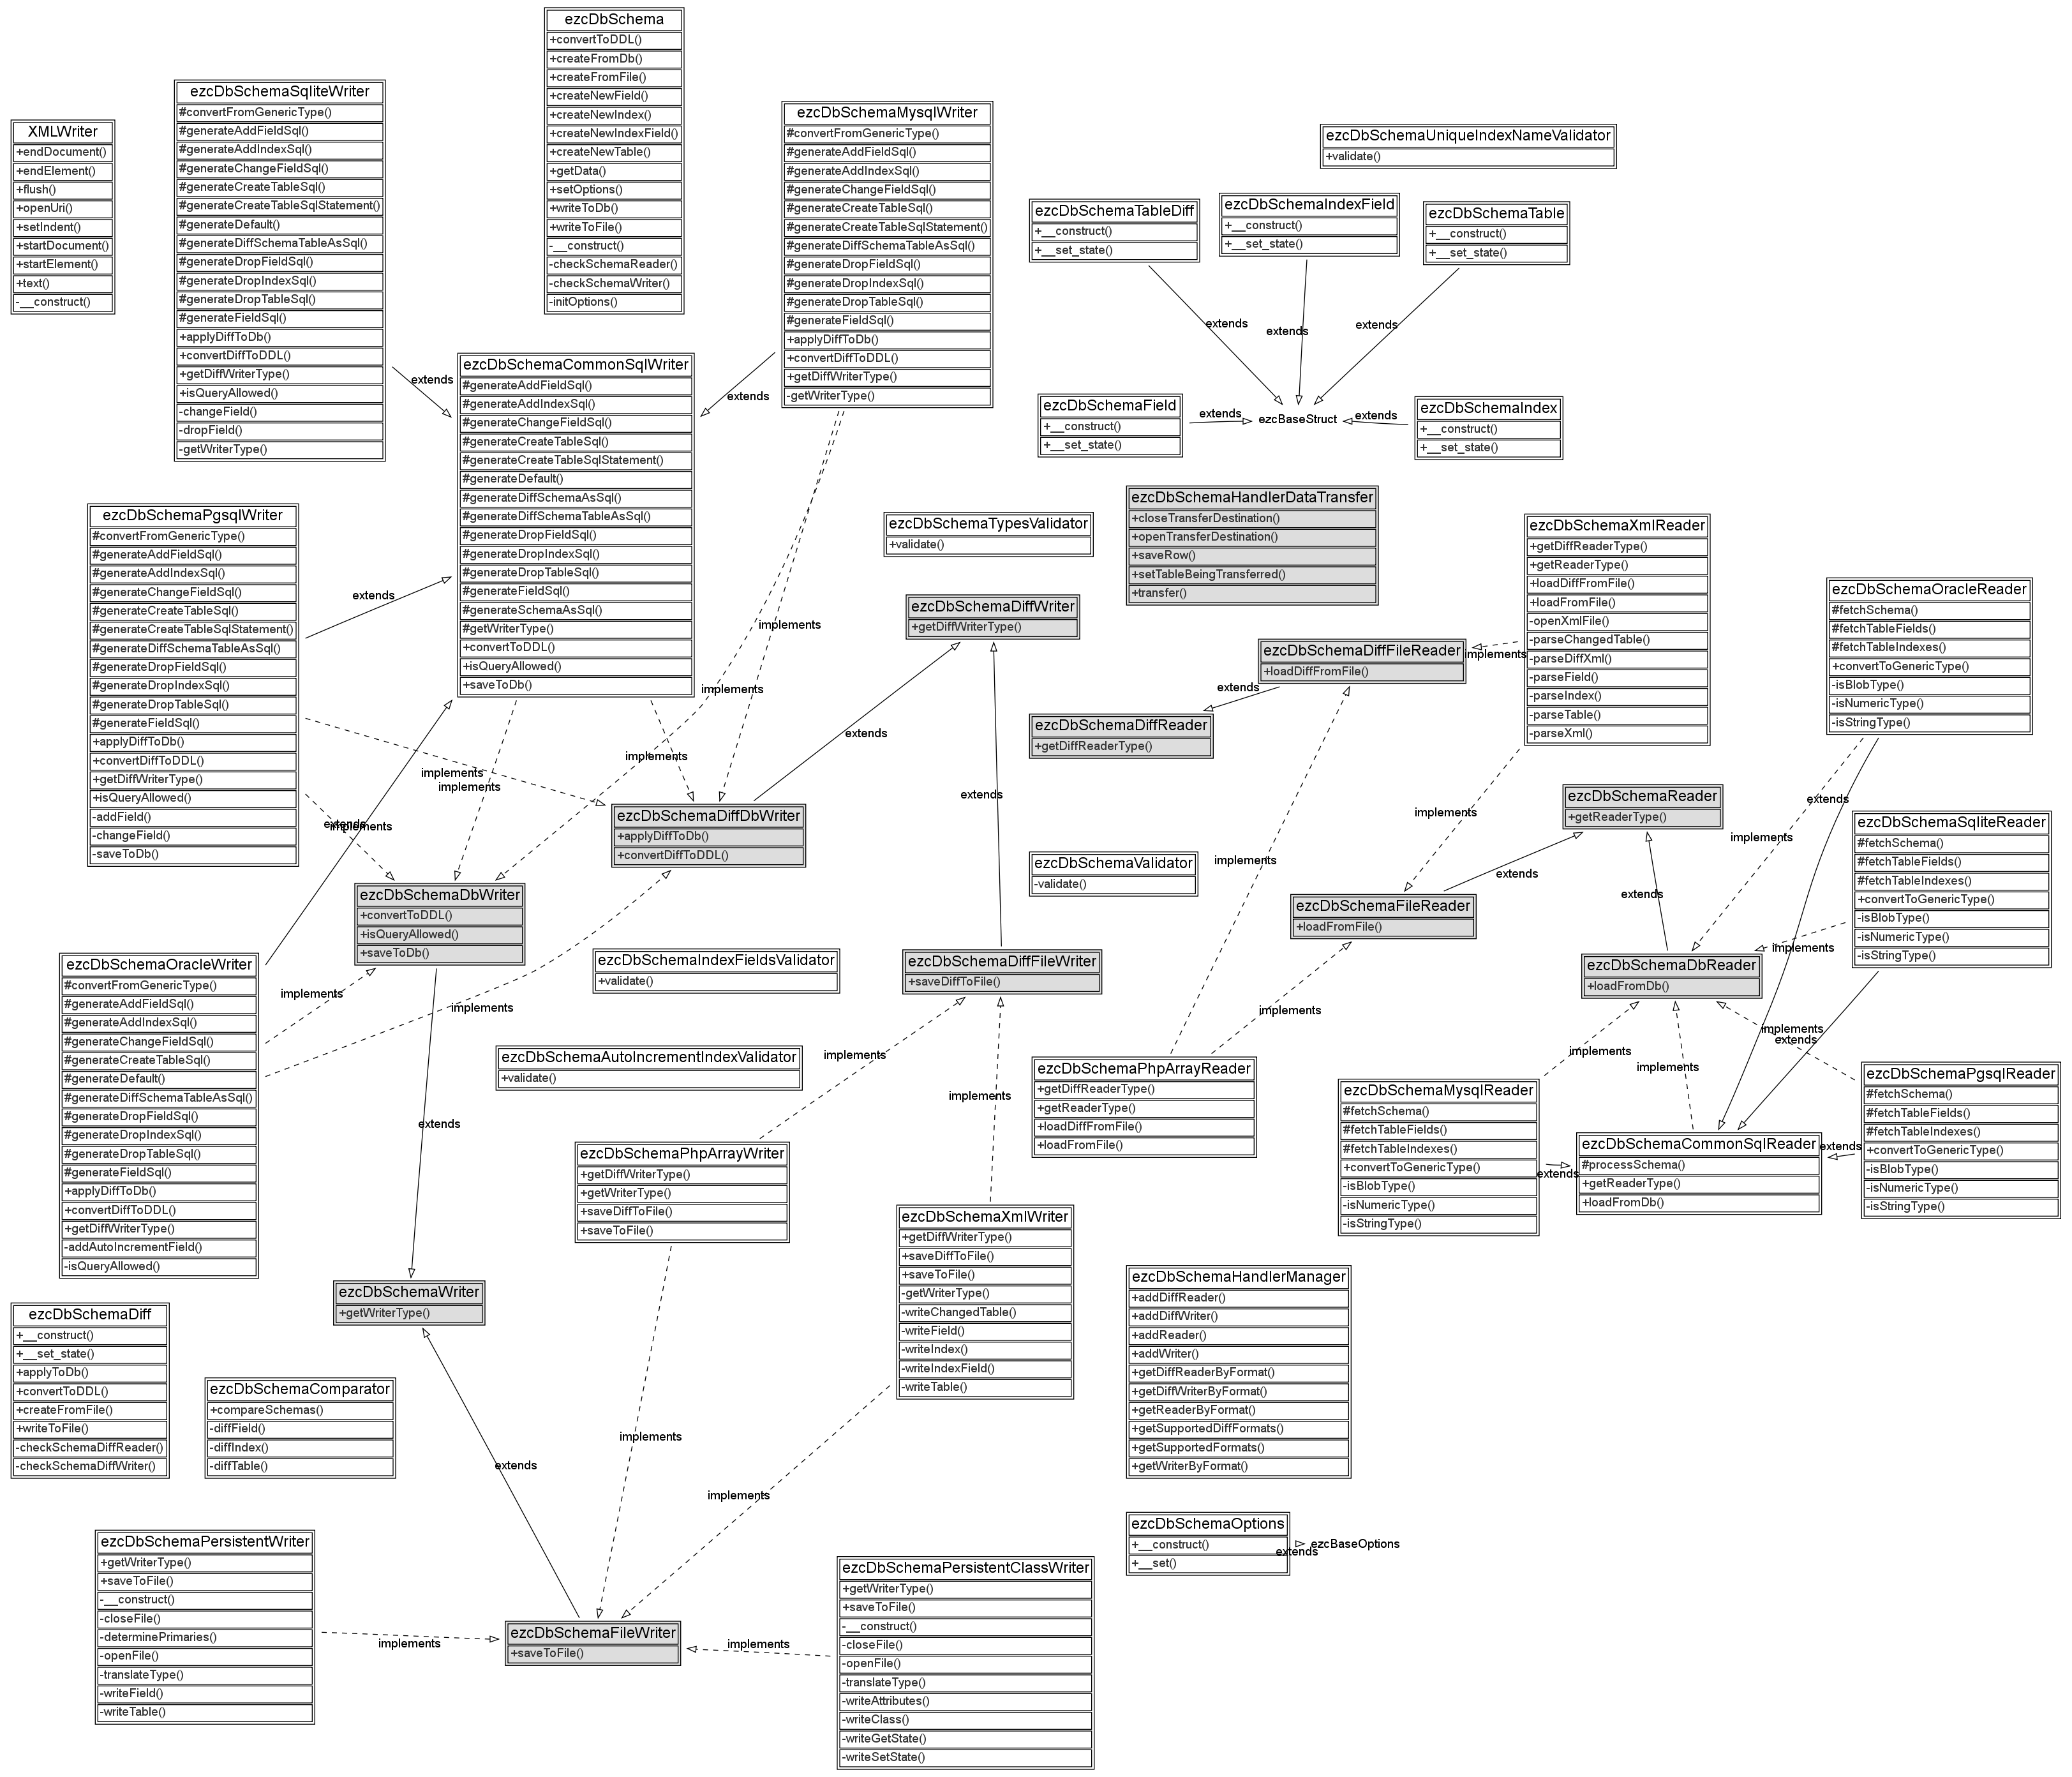 ezcDbSchema
+convertToDDL()
+createFromDb()
+createFromFile()
+createNewField()
+createNewIndex()
+createNewIndexField()
+createNewTable()
+getData()
+setOptions()
+writeToDb()
+writeToFile()
-__construct()
-checkSchemaReader()
-checkSchemaWriter()
-initOptions()
ezcDbSchemaSqliteWriter
#convertFromGenericType()
#generateAddFieldSql()
#generateAddIndexSql()
#generateChangeFieldSql()
#generateCreateTableSql()
#generateCreateTableSqlStatement()
#generateDefault()
#generateDiffSchemaTableAsSql()
#generateDropFieldSql()
#generateDropIndexSql()
#generateDropTableSql()
#generateFieldSql()
+applyDiffToDb()
+convertDiffToDDL()
+getDiffWriterType()
+isQueryAllowed()
-changeField()
-dropField()
-getWriterType()
XMLWriter
+endDocument()
+endElement()
+flush()
+openUri()
+setIndent()
+startDocument()
+startElement()
+text()
-__construct()
ezcDbSchemaMysqlWriter
#convertFromGenericType()
#generateAddFieldSql()
#generateAddIndexSql()
#generateChangeFieldSql()
#generateCreateTableSql()
#generateCreateTableSqlStatement()
#generateDiffSchemaTableAsSql()
#generateDropFieldSql()
#generateDropIndexSql()
#generateDropTableSql()
#generateFieldSql()
+applyDiffToDb()
+convertDiffToDDL()
+getDiffWriterType()
-getWriterType()
ezcDbSchemaUniqueIndexNameValidator
+validate()
ezcDbSchemaTableDiff
+__construct()
+__set_state()
ezcDbSchemaIndexField
+__construct()
+__set_state()
ezcDbSchemaTable
+__construct()
+__set_state()
extends
extends
extends
ezcDbSchemaField
+__construct()
+__set_state()
extends
ezcBaseStruct
extends
ezcDbSchemaIndex
+__construct()
+__set_state()
extends
extends
ezcDbSchemaCommonSqlWriter
#generateAddFieldSql()
#generateAddIndexSql()
#generateChangeFieldSql()
#generateCreateTableSql()
#generateCreateTableSqlStatement()
#generateDefault()
#generateDiffSchemaAsSql()
#generateDiffSchemaTableAsSql()
#generateDropFieldSql()
#generateDropIndexSql()
#generateDropTableSql()
#generateFieldSql()
#generateSchemaAsSql()
#getWriterType()
+convertToDDL()
+isQueryAllowed()
+saveToDb()
ezcDbSchemaPgsqlWriter
#convertFromGenericType()
#generateAddFieldSql()
#generateAddIndexSql()
#generateChangeFieldSql()
#generateCreateTableSql()
#generateCreateTableSqlStatement()
#generateDiffSchemaTableAsSql()
#generateDropFieldSql()
#generateDropIndexSql()
#generateDropTableSql()
#generateFieldSql()
+applyDiffToDb()
+convertDiffToDDL()
+getDiffWriterType()
+isQueryAllowed()
-addField()
-changeField()
-saveToDb()
extends
ezcDbSchemaTypesValidator
+validate()
ezcDbSchemaHandlerDataTransfer
+closeTransferDestination()
+openTransferDestination()
+saveRow()
+setTableBeingTransferred()
+transfer()
ezcDbSchemaXmlReader
+getDiffReaderType()
+getReaderType()
+loadDiffFromFile()
+loadFromFile()
-openXmlFile()
-parseChangedTable()
-parseDiffXml()
-parseField()
-parseIndex()
-parseTable()
-parseXml()
ezcDbSchemaOracleReader
#fetchSchema()
#fetchTableFields()
#fetchTableIndexes()
+convertToGenericType()
-isBlobType()
-isNumericType()
-isStringType()
ezcDbSchemaDiffWriter
+getDiffWriterType()
ezcDbSchemaDiffFileReader
+loadDiffFromFile()
implements
extends
ezcDbSchemaDiffReader
+getDiffReaderType()
implements
implements
implements
implements
implements
extends
extends
extends
implements
ezcDbSchemaDiffDbWriter
+applyDiffToDb()
+convertDiffToDDL()
ezcDbSchemaReader
+getReaderType()
implements
extends
implements
implements
ezcDbSchemaSqliteReader
#fetchSchema()
#fetchTableFields()
#fetchTableIndexes()
+convertToGenericType()
-isBlobType()
-isNumericType()
-isStringType()
ezcDbSchemaValidator
-validate()
ezcDbSchemaDbWriter
+convertToDDL()
+isQueryAllowed()
+saveToDb()
extends
extends
ezcDbSchemaFileReader
+loadFromFile()
implements
ezcDbSchemaOracleWriter
#convertFromGenericType()
#generateAddFieldSql()
#generateAddIndexSql()
#generateChangeFieldSql()
#generateCreateTableSql()
#generateDefault()
#generateDiffSchemaTableAsSql()
#generateDropFieldSql()
#generateDropIndexSql()
#generateDropTableSql()
#generateFieldSql()
+applyDiffToDb()
+convertDiffToDDL()
+getDiffWriterType()
-addAutoIncrementField()
-isQueryAllowed()
implements
implements
ezcDbSchemaIndexFieldsValidator
+validate()
ezcDbSchemaDiffFileWriter
+saveDiffToFile()
ezcDbSchemaDbReader
+loadFromDb()
implements
implements
extends
implements
implements
ezcDbSchemaAutoIncrementIndexValidator
+validate()
implements
implements
extends
ezcDbSchemaPhpArrayReader
+getDiffReaderType()
+getReaderType()
+loadDiffFromFile()
+loadFromFile()
ezcDbSchemaMysqlReader
#fetchSchema()
#fetchTableFields()
#fetchTableIndexes()
+convertToGenericType()
-isBlobType()
-isNumericType()
-isStringType()
extends
ezcDbSchemaCommonSqlReader
#processSchema()
+getReaderType()
+loadFromDb()
extends
ezcDbSchemaPgsqlReader
#fetchSchema()
#fetchTableFields()
#fetchTableIndexes()
+convertToGenericType()
-isBlobType()
-isNumericType()
-isStringType()
ezcDbSchemaPhpArrayWriter
+getDiffWriterType()
+getWriterType()
+saveDiffToFile()
+saveToFile()
ezcDbSchemaXmlWriter
+getDiffWriterType()
+saveDiffToFile()
+saveToFile()
-getWriterType()
-writeChangedTable()
-writeField()
-writeIndex()
-writeIndexField()
-writeTable()
ezcDbSchemaWriter
+getWriterType()
ezcDbSchemaHandlerManager
+addDiffReader()
+addDiffWriter()
+addReader()
+addWriter()
+getDiffReaderByFormat()
+getDiffWriterByFormat()
+getReaderByFormat()
+getSupportedDiffFormats()
+getSupportedFormats()
+getWriterByFormat()
ezcDbSchemaDiff
+__construct()
+__set_state()
+applyToDb()
+convertToDDL()
+createFromFile()
+writeToFile()
-checkSchemaDiffReader()
-checkSchemaDiffWriter()
ezcDbSchemaComparator
+compareSchemas()
-diffField()
-diffIndex()
-diffTable()
implements
extends
implements
ezcDbSchemaOptions
+__construct()
+__set()
extends
ezcBaseOptions
ezcDbSchemaPersistentWriter
+getWriterType()
+saveToFile()
-__construct()
-closeFile()
-determinePrimaries()
-openFile()
-translateType()
-writeField()
-writeTable()
implements
ezcDbSchemaFileWriter
+saveToFile()
implements
ezcDbSchemaPersistentClassWriter
+getWriterType()
+saveToFile()
-__construct()
-closeFile()
-openFile()
-translateType()
-writeAttributes()
-writeClass()
-writeGetState()
-writeSetState()